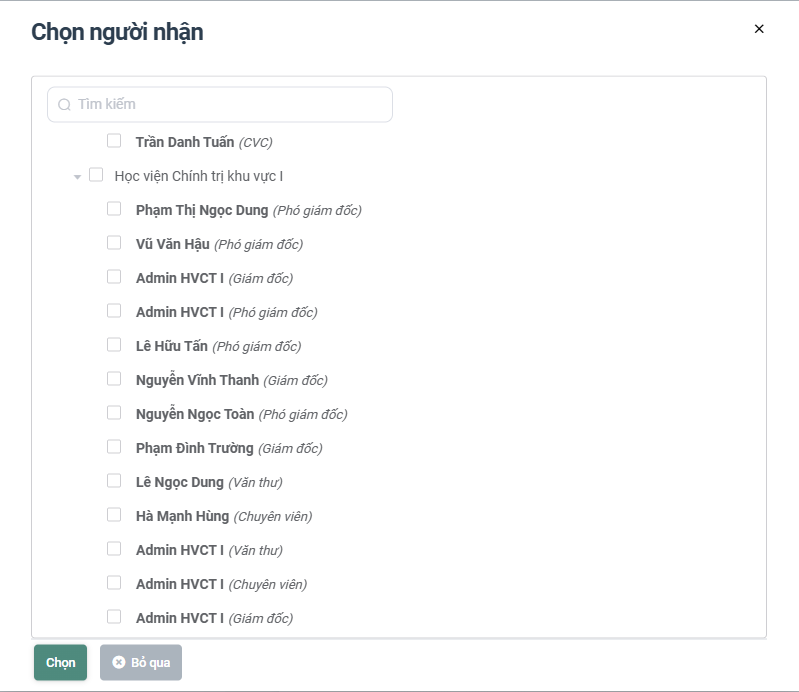 Chọn người nhận
Tìm kiếm
Trần Danh Tuấn (CVC)
Học viện Chính trị khu vực I
Phạm Thị Ngọc Dung (Phó giám đốc)
Vũ Văn Hậu (Phó giám đốc)
Admin HVCT I (Giám đốc)
Admin HVCT I (Phó giám đốc)
Lê Hữu Tấn (Phó giám đốc)
Nguyễn Vĩnh Thanh (Giám đốc)
Nguyễn Ngọc Toàn (Phó giám đốc)
Phạm Đình Trường (Giám đốc)
Lê Ngọc Dung (Văn thư)
Hà Mạnh Hùng (Chuyên viên)
Admin HVCT I (Văn thư)
Admin HVCT I (Chuyên viên)
Admin HVCT I (Giám đốc)
Chọn
Bỏ qua